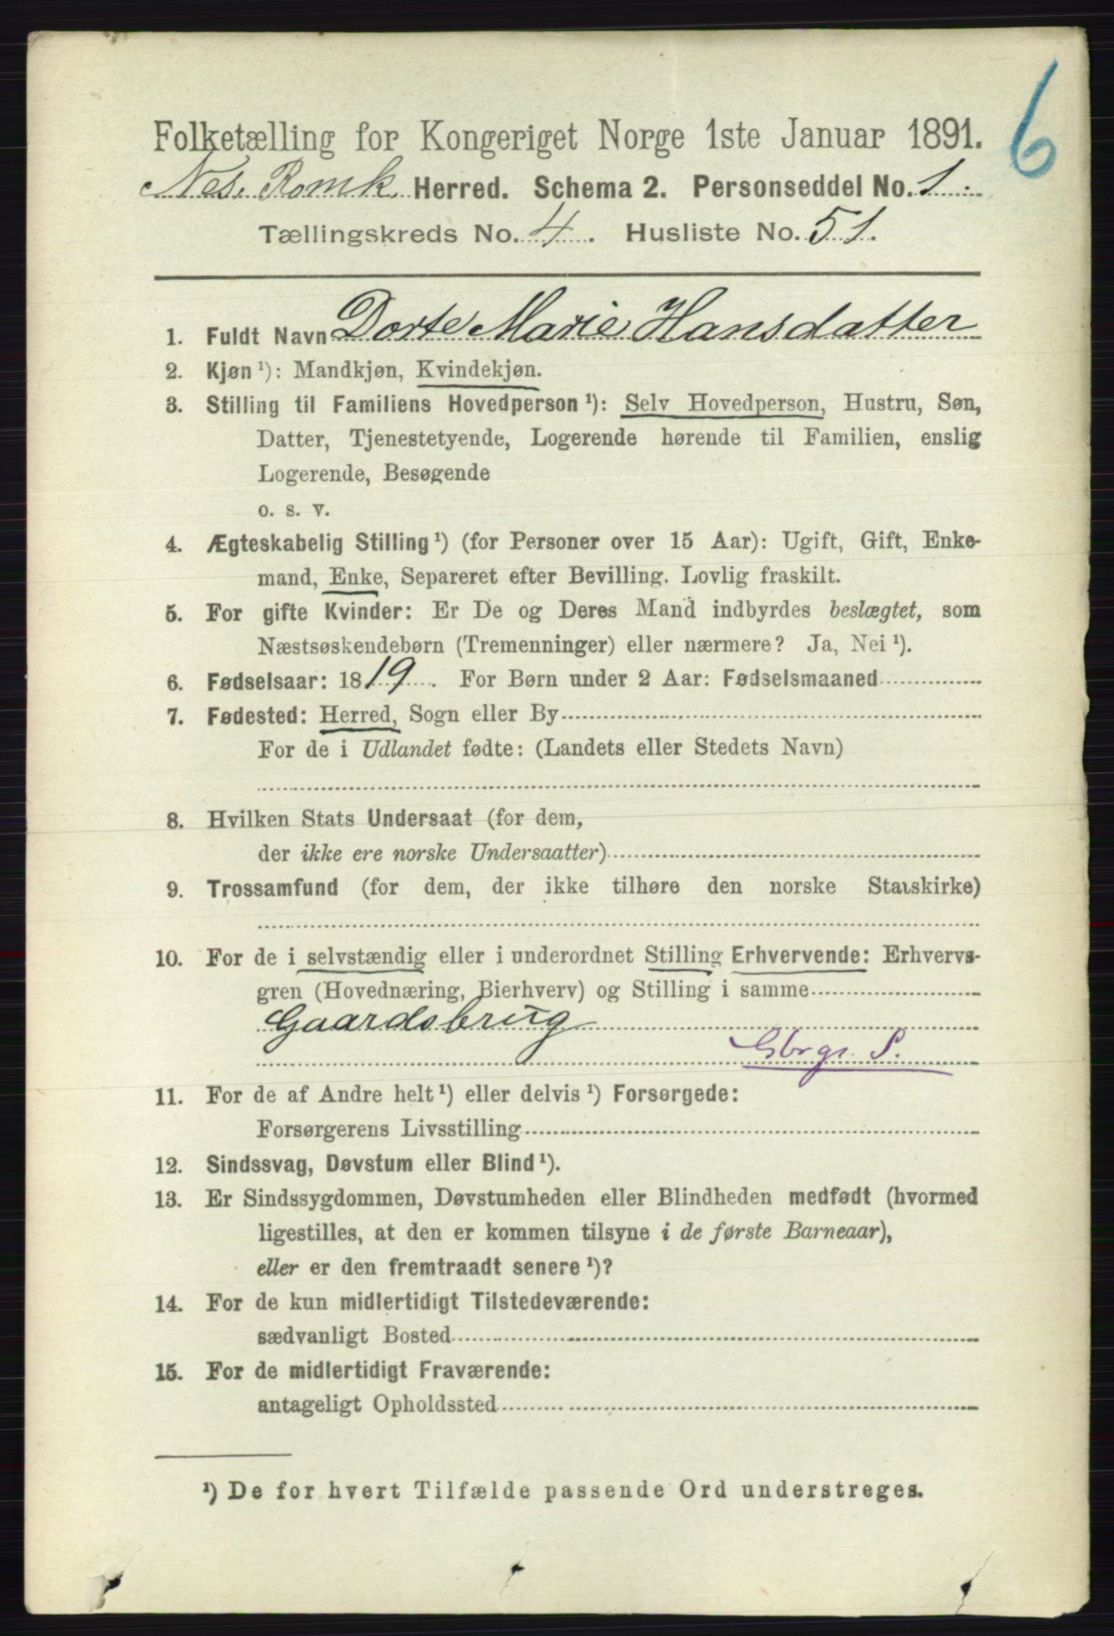 6
Folketælling for Kongeriget Norge 1ste Januar 1891.
Nes. Romk. Herred. Schema 2. Personseddel No. 1.
Tællingskreds No. 4. Husliste No. 51.
1. Fuldt Navn Dorte Marie Hansdatter
2. Kjøn ¹): Mandkjøn, Kvindekjøn.
3. Stilling til Familiens Hovedperson ¹): Selv Hovedperson, Hustru, Søn,
Datter, Tjenestetyende, Logerende hørende til Familien, enslig
Logerende, Besøgende
o. s. v.
4. Ægteskabelig Stilling ¹) (for Personer over 15 Aar): Ugift, Gift, Enke-
mand, Enke, Separeret efter Bevilling. Lovlig fraskilt.
5. For gifte Kvinder: Er De og Deres Mand indbyrdes beslægtet, som
Næstsøskendebørn (Tremenninger) eller nærmere? Ja, Nei ¹).
6. Fødselsaar: 1819. For Børn under 2 Aar: Fødselsmaaned
7. Fødested: Herred, Sogn eller By
For de i Udlandet fødte: (Landets eller Stedets Navn)
8. Hvilken Stats Undersaat (for dem,
der ikke ere norske Undersaatter)
9. Trossamfund (for dem, der ikke tilhøre den norske Statskirke)
10. For de i selvstændig eller i underordnet Stilling Erhvervende: Erhvervs-
gren (Hovednæring, Bierhverv) og Stilling i samme
Gaardsbrug
Gbrgr. S.
11. For de af Andre helt ¹) eller delvis ¹) Forsørgede:
Forsørgerens Livsstilling
12. Sindssvag, Døvstum eller Blind ¹).
13. Er Sindssygdommen, Døvstumheden eller Blindheden medfødt (hvormed
ligestilles, at den er kommen tilsyne i de første Barneaar),
eller er den fremtraadt senere ¹)?
14. For de kun midlertidigt Tilstedeværende:
sædvanligt Bosted
15. For de midlertidigt Fraværende:
antageligt Opholdssted
¹) De for hvert Tilfælde passende Ord understreges.